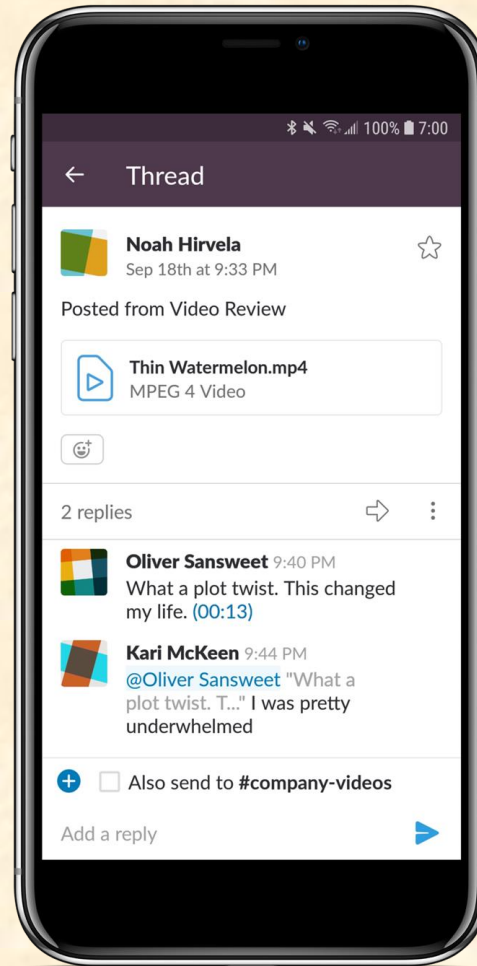 100% 7:00
Thread
Noah Hirvela
Sep 18th at 9:33 PM
Posted from Video Review
Thin Watermelon.mp4
MPEG 4 Video
2 replies
Oliver Sansweet 9:40 PM
What a plot twist. This changed
my life. (00:13)
Kari McKeen 9:44 PM
@Oliver Sansweet "What a
plot twist. T..." I was pretty
underwhelmed
Also send to #company-videos
Add a reply